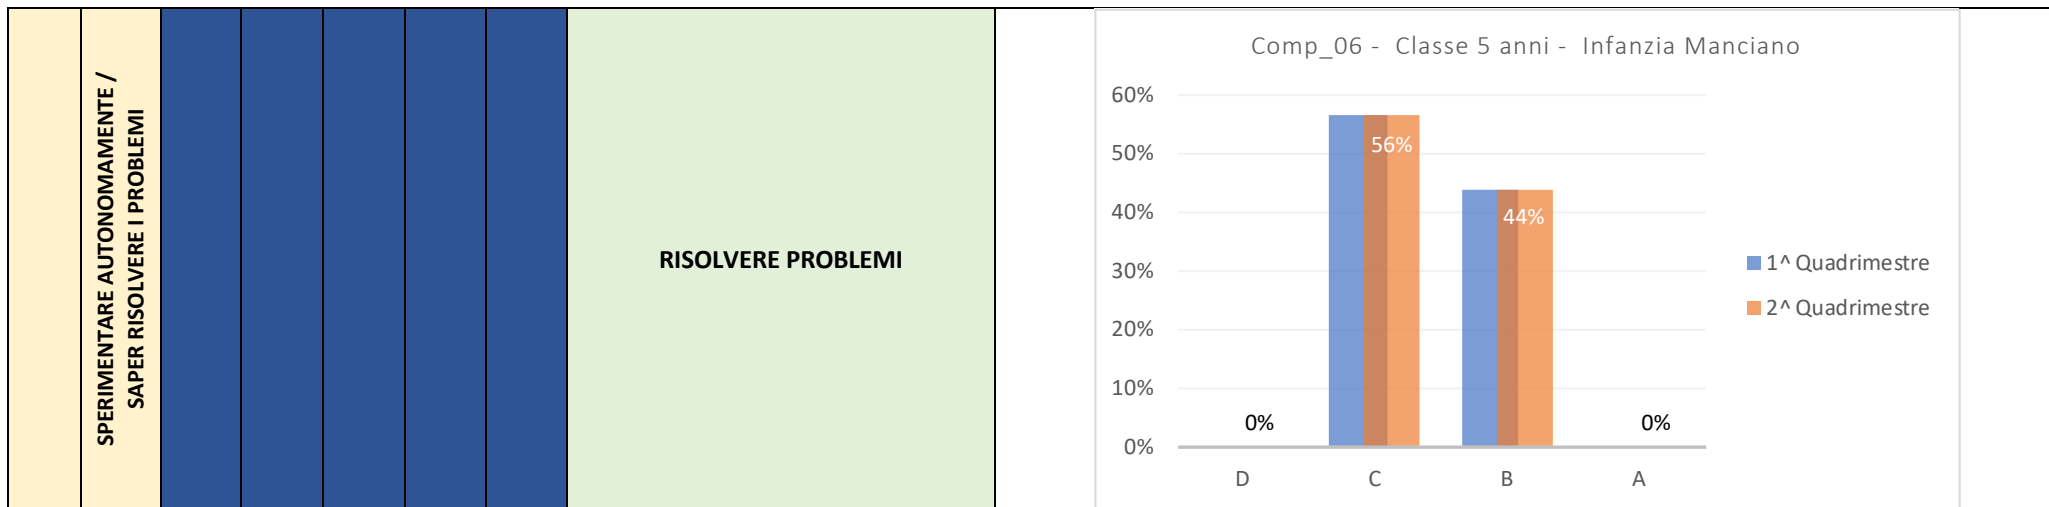 SPERIMENTARE AUTONOMAMENTE /
SAPER RISOLVERE I PROBLEMI
RISOLVERE PROBLEMI
Comp_06 - Classe 5 anni - Infanzia Manciano
60%
50%
40%
30%
20%
10%
0%
0%
56%
44%
0%
D
C
B
A
1^ Quadrimestre
2^ Quadrimestre